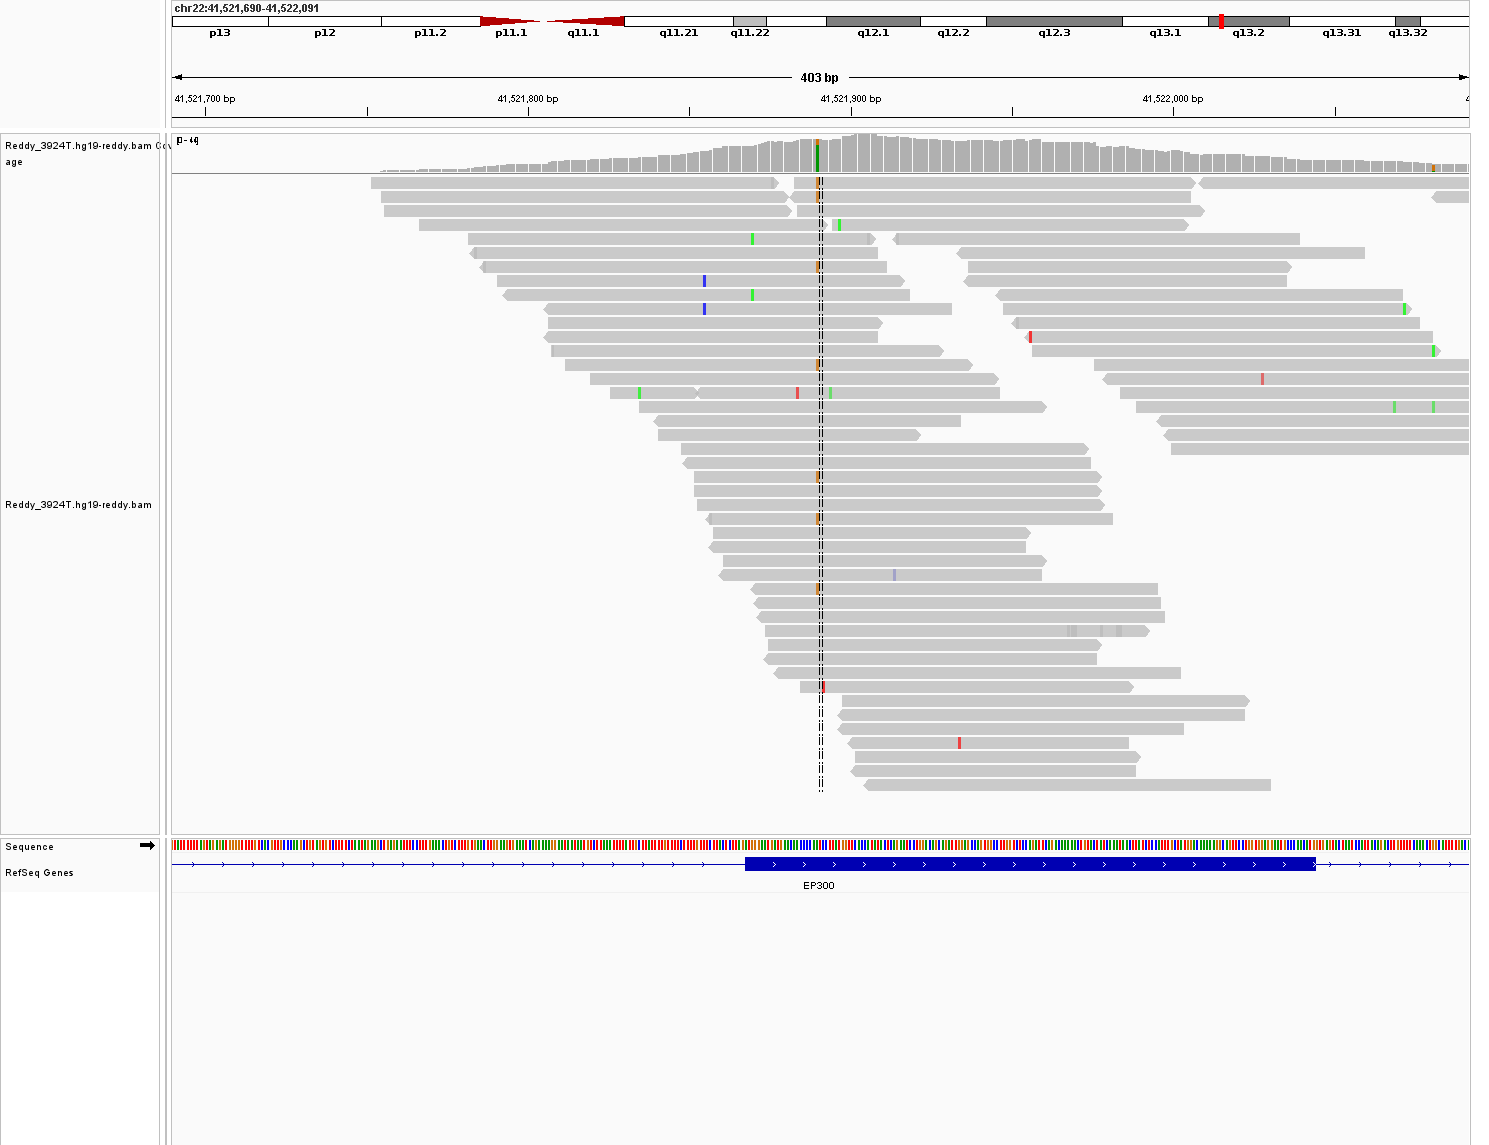 chr22:41,521,690-41,522,091
p13 p12 p11.2 p11.1 q11.1 q11.21 q11.22 q12.1 q12.2 q12.3 q13.1 q13.2 q13.31 q13.32
403 bp
41,521,700 bp 41,521,800 bp 41,521,900 bp 41,522,000 bp 4
Reddy_3924T.hg19-reddy.bam Cov
age
Reddy_3924T.hg19-reddy.bam
Sequence
RefSeq Genes
EP300